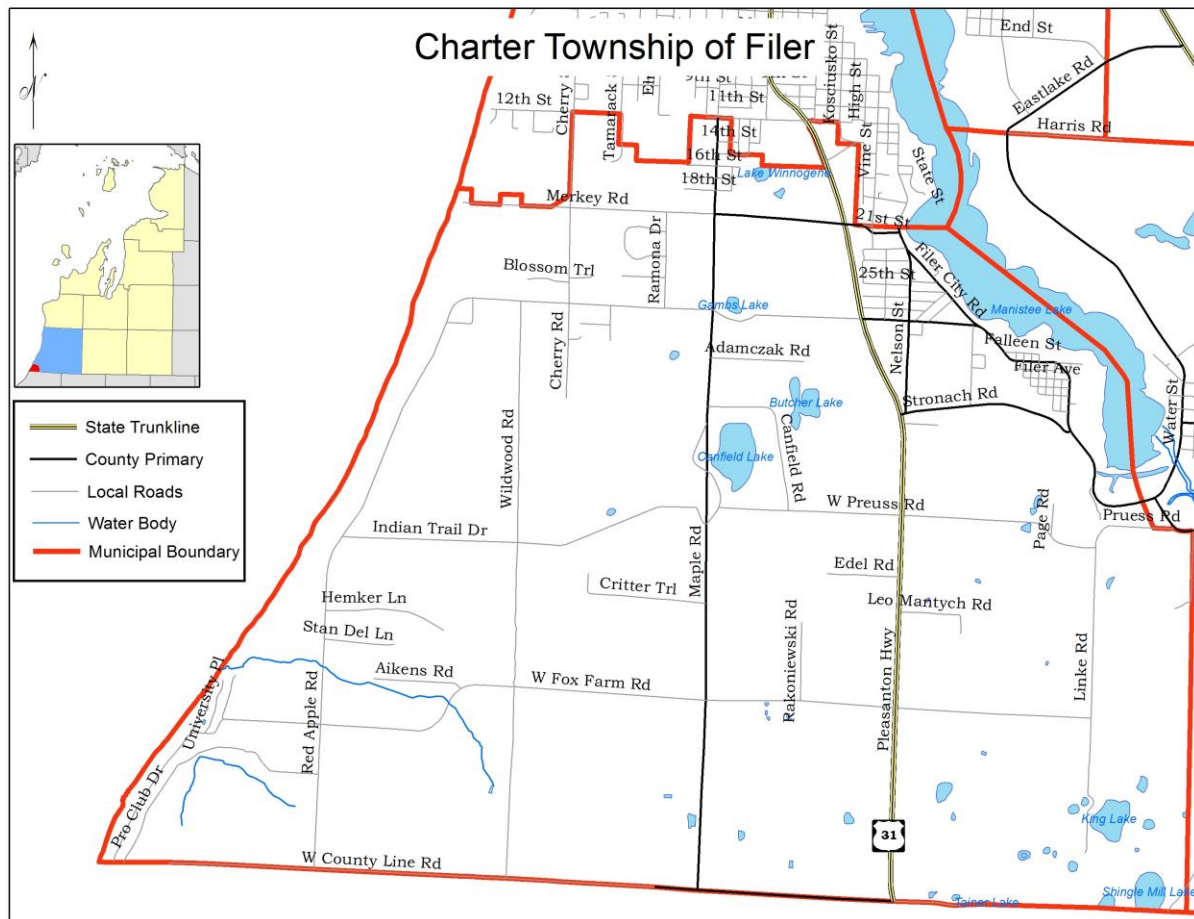 Charter Township of Filer
N
State Trunkline
County Primary
Local Roads
Water Body
Municipal Boundary
End St
Eastlake Rd
Harris Rd
Kosciusko St
High St
11th St
12th St
14th St
16th St
18th St
Tamarack
Cherry
Vine St
State St
Lake Winnogene
Merkey Rd
21st St
Ramona Dr
Blossom Trl
25th St
Filer City Rd
Manistee Lake
Gambs Lake
Nelson St
Falleen St
Filer Ave
Cherry Rd
Adamczak Rd
Butcher Lake
Stronach Rd
Water St
Wildwood Rd
Canfield Lake
Canfield Rd
W Preuss Rd
Page Rd
Pruess Rd
Indian Trail Dr
Maple Rd
Edel Rd
Critter Trl
Leo Mantych Rd
Hemker Ln
Stan Del Ln
Rakoniewski Rd
Pleasanton Hwy
Linke Rd
Aikens Rd
W Fox Farm Rd
University Pl
Red Apple Rd
Pro Club Dr
31
King Lake
W County Line Rd
Tainer Lake
Shingle Mill Lake